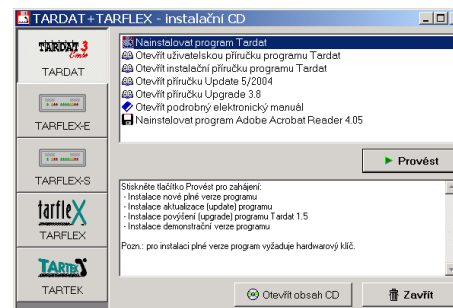 TARDAT+TARFLEX - instalační CD
TARDAT 3
TARDAT
TARFLEX-E
TARFLEX-S
tarfleX
TARFLEX
TARTEK
TARTEK
Nainstalovat program Tardat
Otevřít uživatelskou příručku programu Tardat
Otevřít instalační příručku programu Tardat
Otevřít příručku Update 5/2004
Otevřít příručku Upgrade 3.8
Otevřít podrobný elektronický manuál
Nainstalovat program Adobe Acrobat Reader 4.05
Provést
Stiskněte tlačítko Provést pro zahájení:
- Instalace nové plné verze programu
- Instalace aktualizace (update) programu
- Instalace povýšení (upgrade) programu Tardat 1.5
- Instalace demonstrační verze programu
Pozn.: pro instalaci plné verze program vyžaduje hardwarový klíč.
Otevřít obsah CD
Zavřít